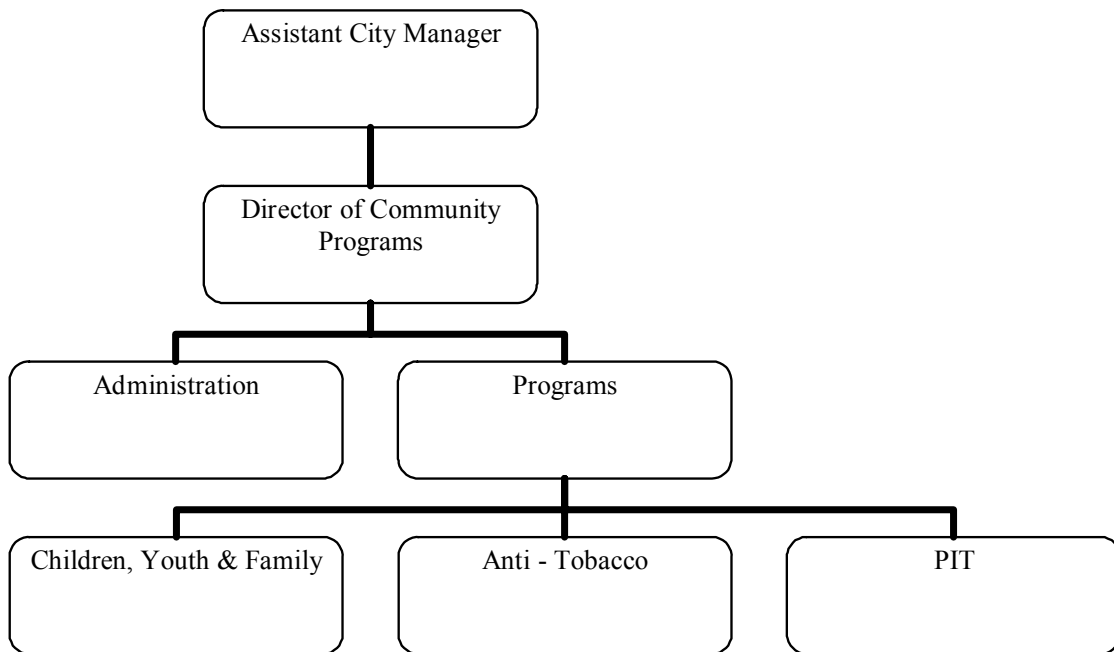 Assistant City Manager
Director of Community
Programs
Administration
Programs
Children, Youth & Family
Anti - Tobacco
PIT